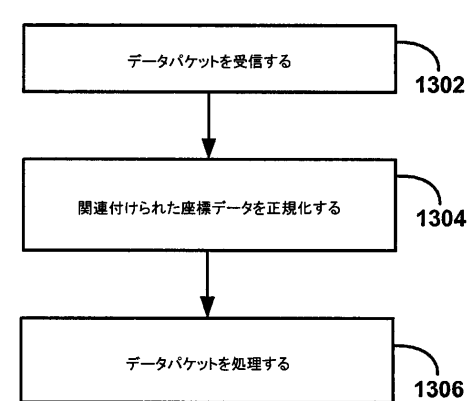 データパケットを受信する
1302
関連付けられた座標データを正規化する
1304
データパケットを処理する
1306